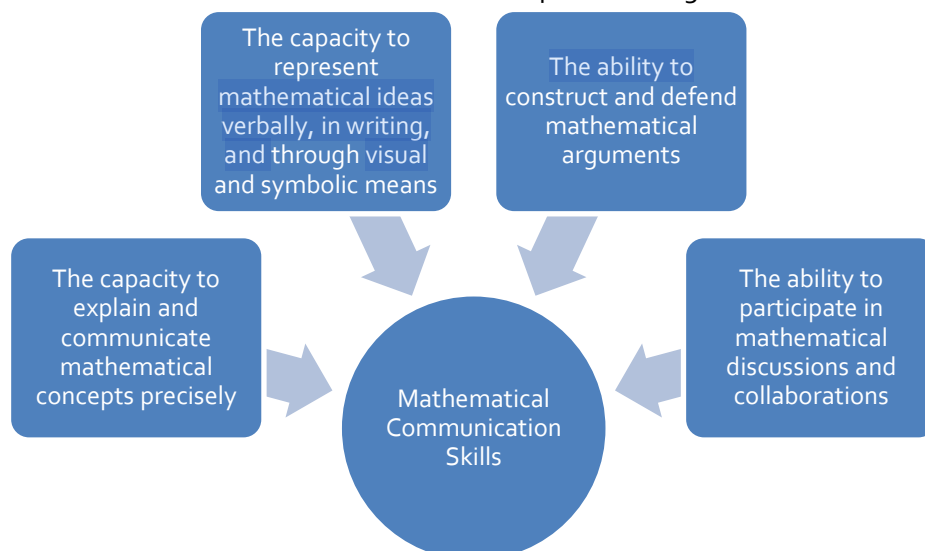 The capacity to
represent
mathematical ideas
verbally, in writing,
and through visual
and symbolic means
The ability to
construct and defend
mathematical
arguments
The capacity to
explain and
communicate
mathematical
concepts precisely
The ability to
participate in
mathematical
discussions and
collaborations
Mathematical
Communication
Skills